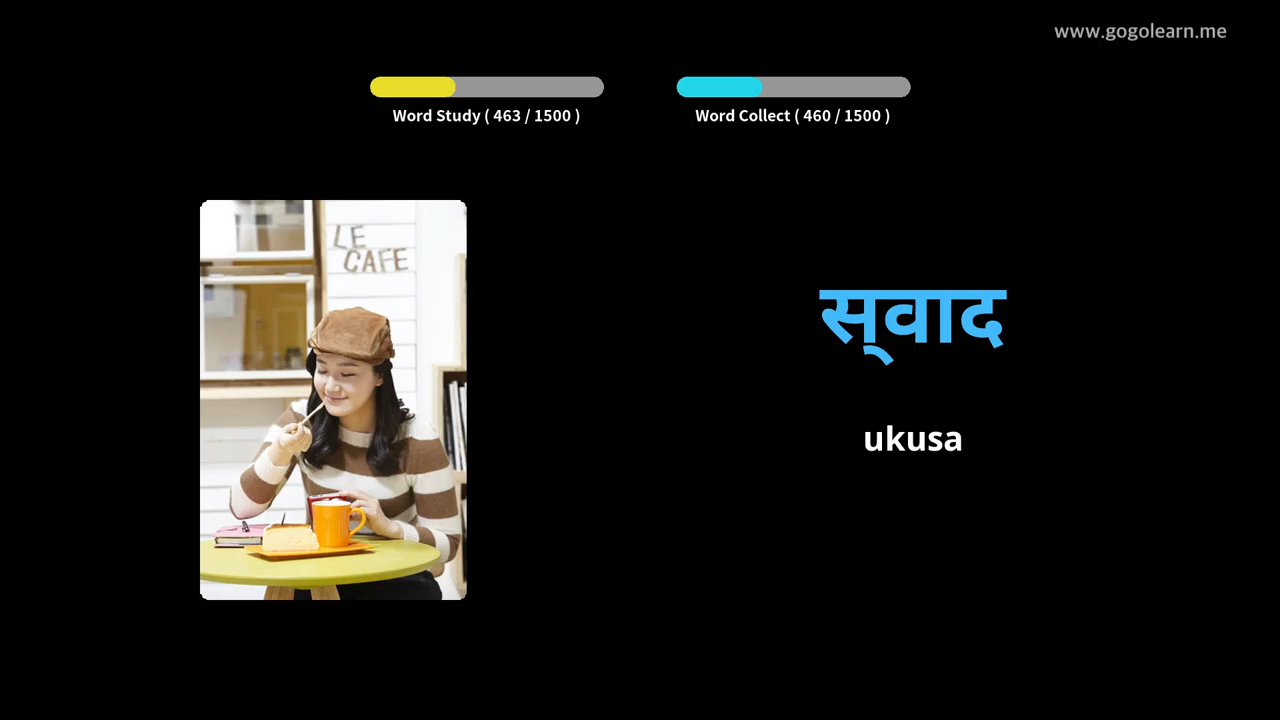 www.gogolearn.me
Word Study ( 463 / 1500 )
Word Collect ( 460 / 1500 )
LE
CAFE
स्‌वाद
ukusa